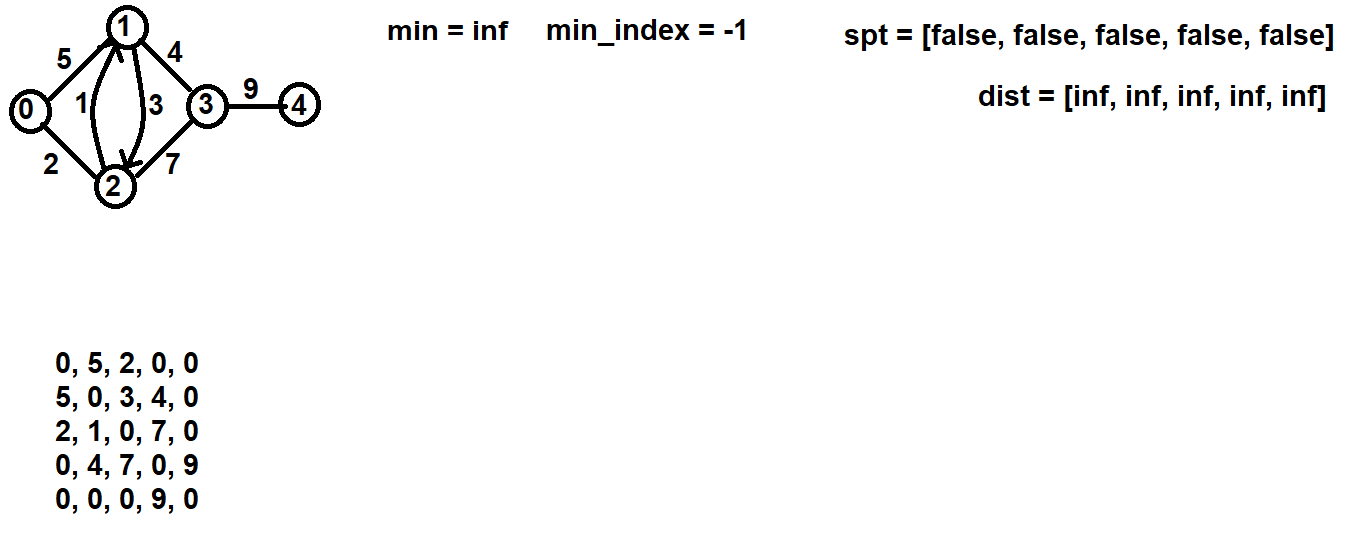 1
min = inf min_index = -1
spt = [false, false, false, false, false]
5 4
9
dist = [inf, inf, inf, inf, inf]
0 1 3 3 4
2 7
2
0, 5, 2, 0, 0
5, 0, 3, 4, 0
2, 1, 0, 7, 0
0, 4, 7, 0, 9
0, 0, 0, 9, 0